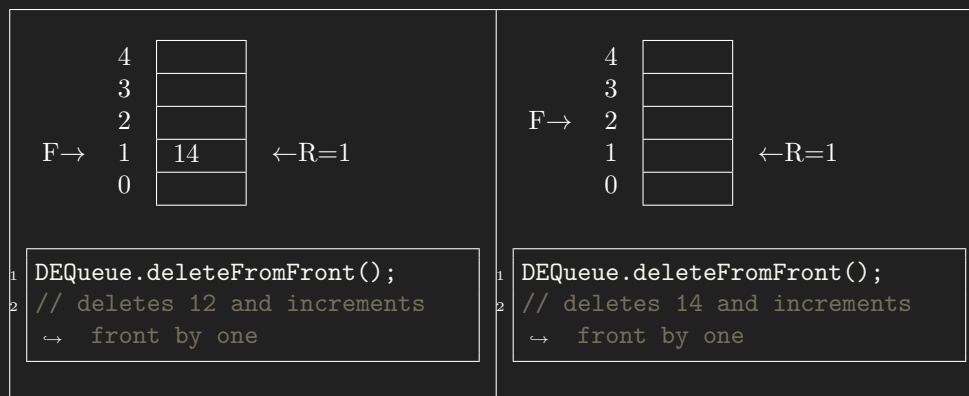 4
3
2
F→ 1 14 ←R=1
0
1 DEQueue.deleteFromFront();
2 // deletes 12 and increments
↪ front by one
4
3
F→ 2
1 ←R=1
0
1 DEQueue.deleteFromFront();
2 // deletes 14 and increments
↪ front by one